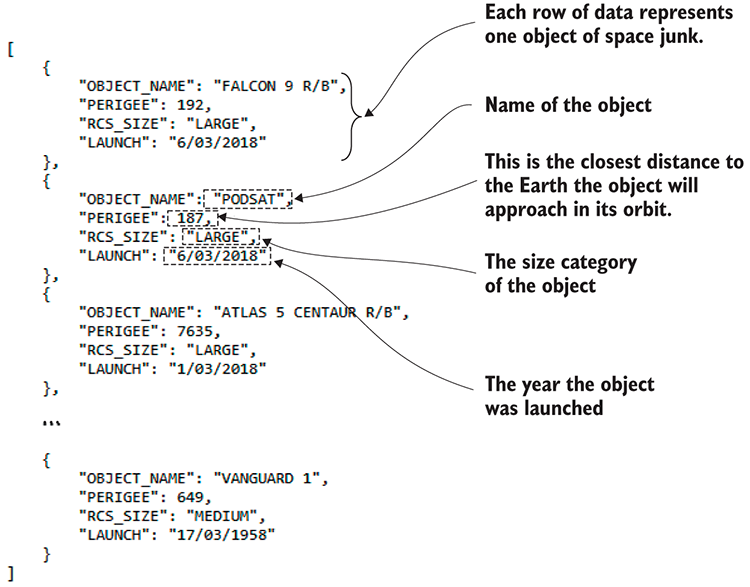 Each row of data represents
one object of space junk.
[
{
"OBJECT_NAME": "FALCON 9 R/B",
"PERIGEE": 192,
"RCS_SIZE": "LARGE",
"LAUNCH": "6/03/2018"
},
Name of the object
{
"OBJECT_NAME": "PODSAT",
"PERIGEE": 187,
"RCS_SIZE": "LARGE",
"LAUNCH": "6/03/2018"
},
This is the closest distance to
the Earth the object will
approach in its orbit.
The size category
of the object
{
"OBJECT_NAME": "ATLAS 5 CENTAUR R/B",
"PERIGEE": 7635,
"RCS_SIZE": "LARGE",
"LAUNCH": "1/03/2018"
},
The year the object
was launched
...
{
"OBJECT_NAME": "VANGUARD 1",
"PERIGEE": 649,
"RCS_SIZE": "MEDIUM",
"LAUNCH": "17/03/1958"
}
]